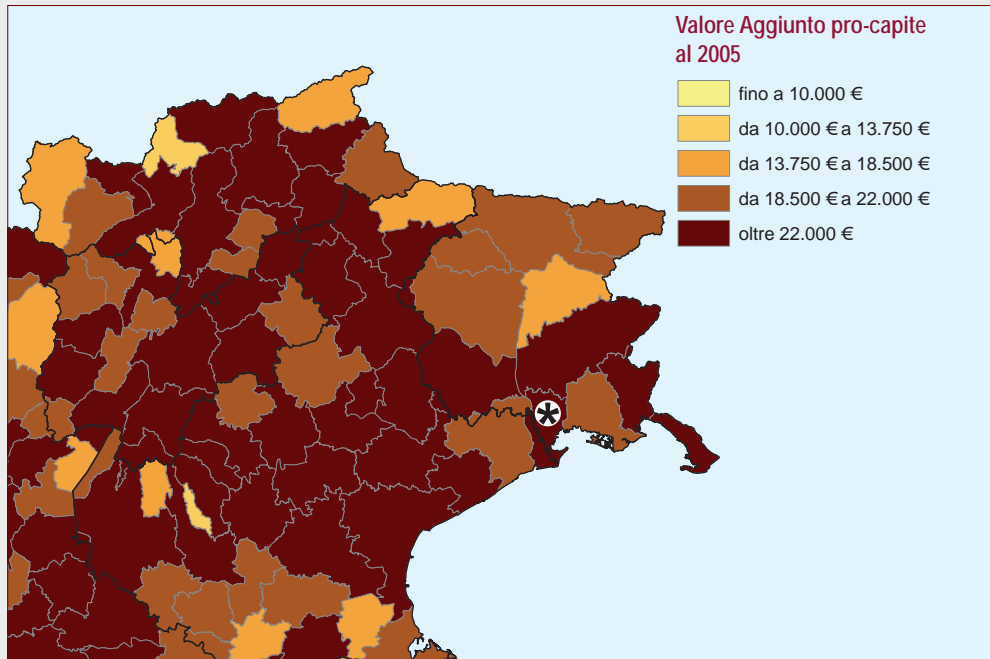 Valore Aggiunto pro-capite
al 2005
fino a 10.000 €
da 10.000 € a 13.750 €
da 13.750 € a 18.500 €
da 18.500 € a 22.000 €
oltre 22.000 €